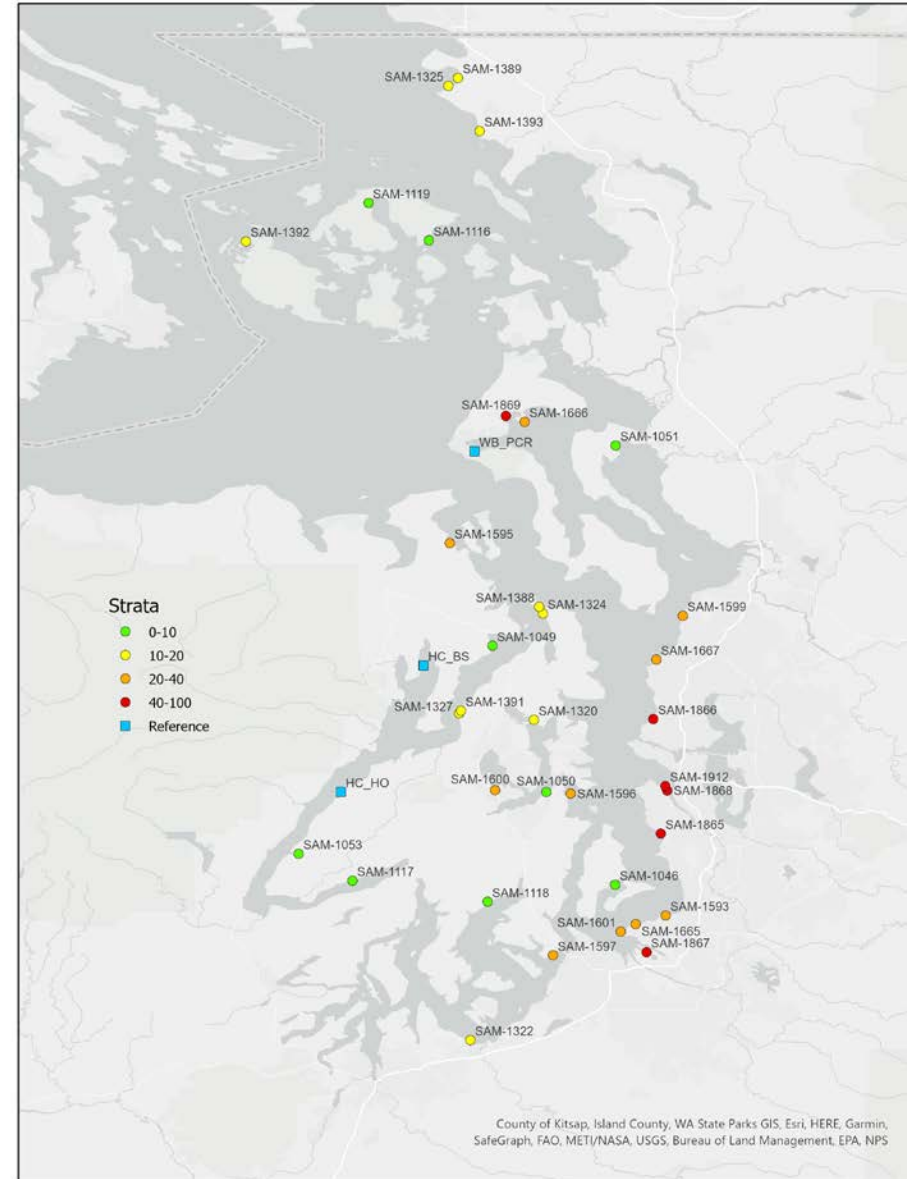 SAM-1389
SAM-1325
SAM-1393
SAM-1119
SAM-1392
SAM-1116
SAM-1869
SAM-1666
SAM-1051
WB_PCR
SAM-1595
SAM-1388
SAM-1324
SAM-1599
Strata
0-10
10-20
20-40
40-100
Reference
SAM-1049
HC_BS
SAM-1667
SAM-1391
SAM-1327
SAM-1320
SAM-1866
SAM-1600
SAM-1050
SAM-1596
SAM-1912
SAM-1868
HC_HO
SAM-1865
SAM-1053
SAM-1117
SAM-1046
SAM-1118
SAM-1593
SAM-1601
SAM-1665
SAM-1597
SAM-1867
SAM-1322
County of Kitsap, Island County, WA State Parks GIS, Esri, HERE, Garmin,
SafeGraph, FAO, METI/NASA, USGS, Bureau of Land Management, EPA, NPS